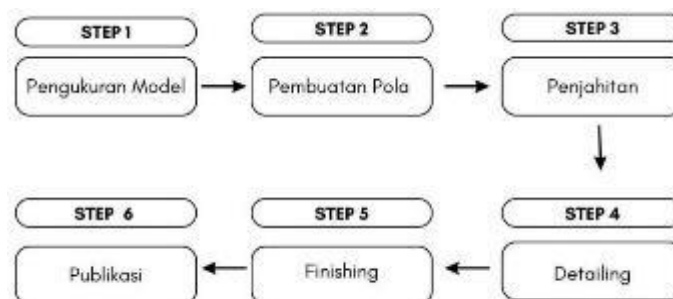 STEP 1
Pengukuran Model
STEP 2
Pembuatan Pola
STEP 3
Penjahitan
STEP 4
Detailing
STEP 5
Finishing
STEP 6
Publikasi